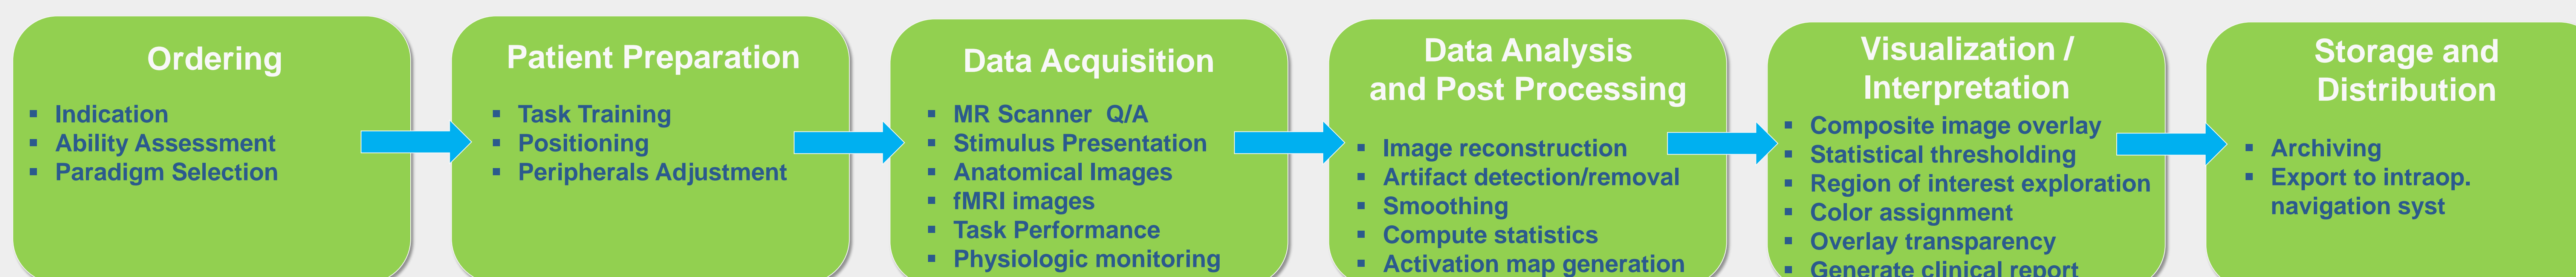 Ordering
▪ Indication
▪ Ability Assessment
▪ Paradigm Selection
Patient Preparation
▪ Task Training
▪ Positioning
▪ Peripherals Adjustment
Data Acquisition
▪ MR Scanner  Q/A
▪ Stimulus Presentation
▪ Anatomical Images
▪ fMRI images
▪ Task Performance
▪ Physiologic monitoring
Data Analysis
and Post Processing
▪ Image reconstruction
▪ Artifact detection/removal
▪ Smoothing
▪ Compute statistics
▪ Activation map generation
Visualization /
Interpretation
▪ Composite image overlay
▪ Statistical thresholding
▪ Region of interest exploration
▪ Color assignment
▪ Overlay transparency
▪ Generate clinical report
Storage and
Distribution
▪ Archiving
▪ Export to intraop.
navigation syst